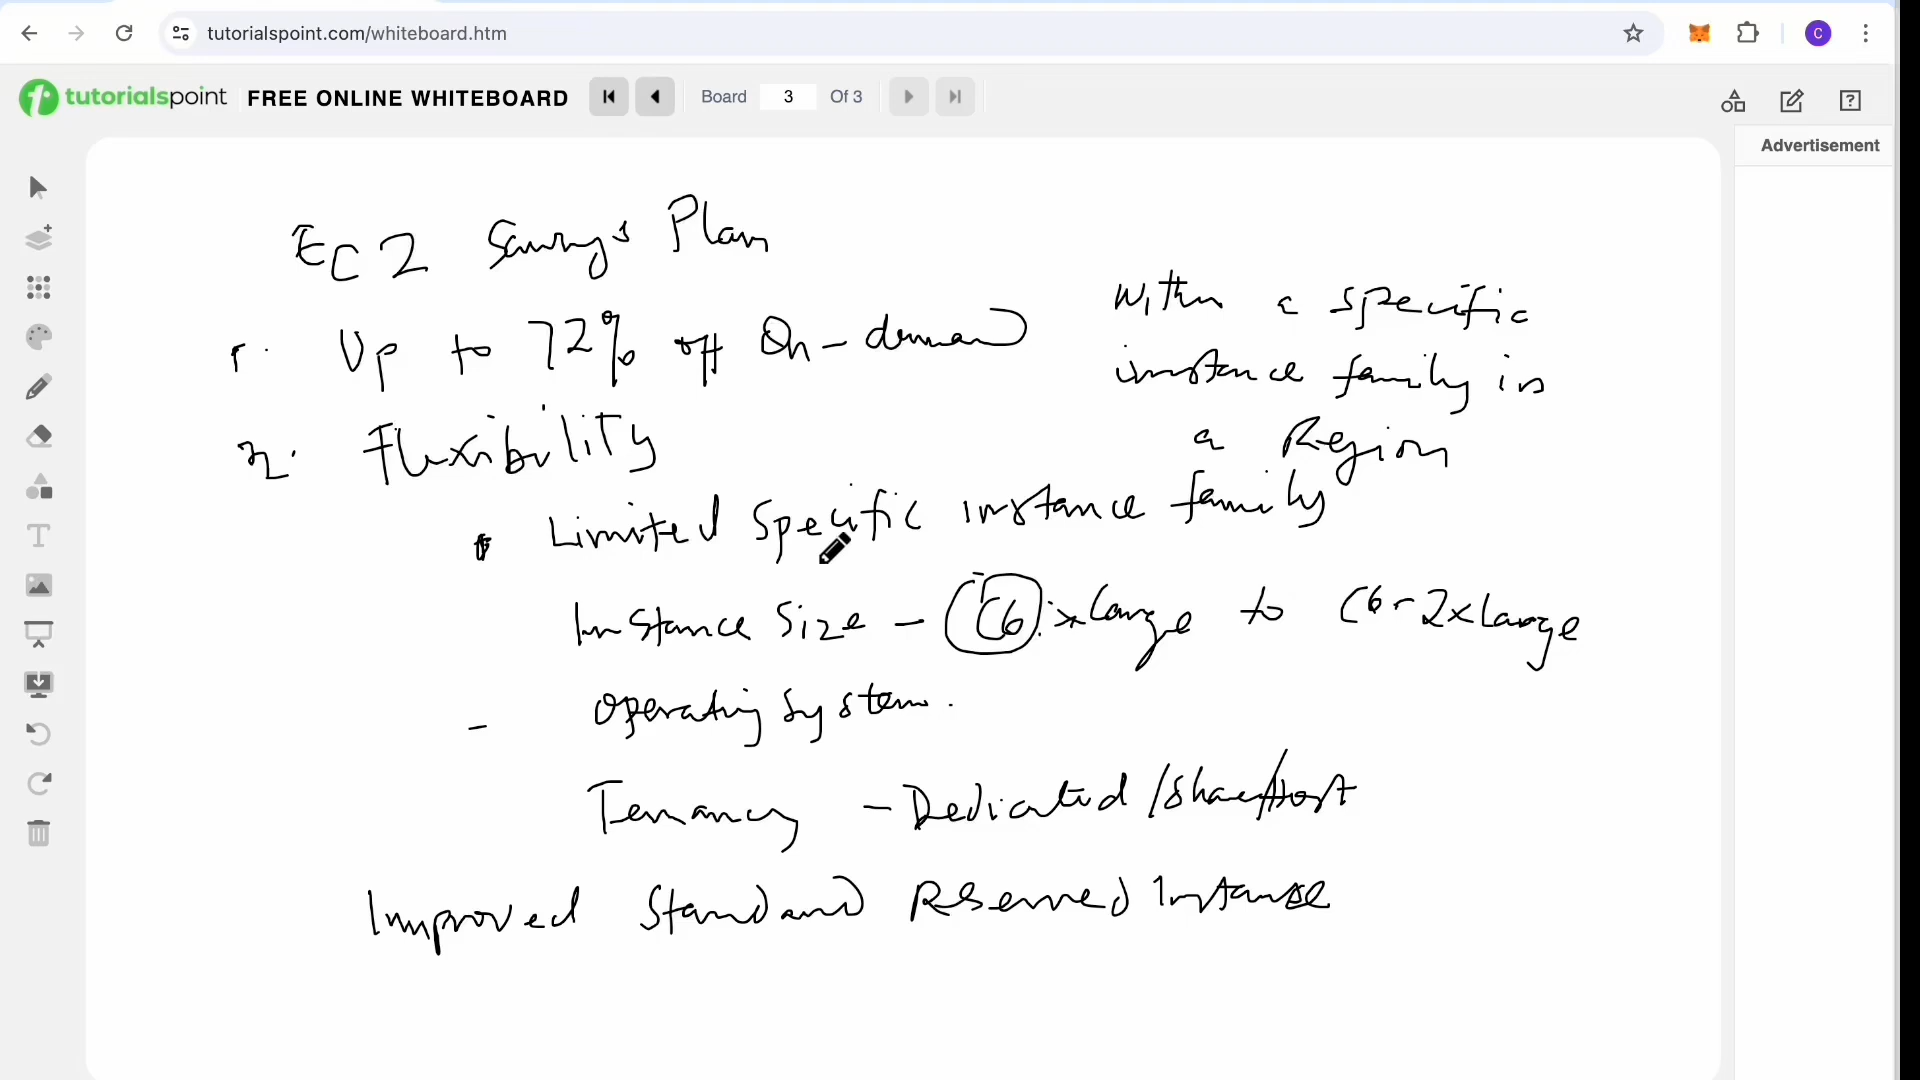 tutorialspoint.com/whiteboard.htm
C
tutorialspoint FREE ONLINE WHITEBOARD Board 3 Of 3
Advertisement
EC2 Savings Plan
1. Up to 72% off On-demand
Within a specific
instance family in
a Region
2. Flexibility
Limited Specific instance family
Instance Size - C6.xlarge to C6-2xlarge
- Operating System.
Tenancy - Dedicated/Share/Host
Improved Standard Reserved Instance
T